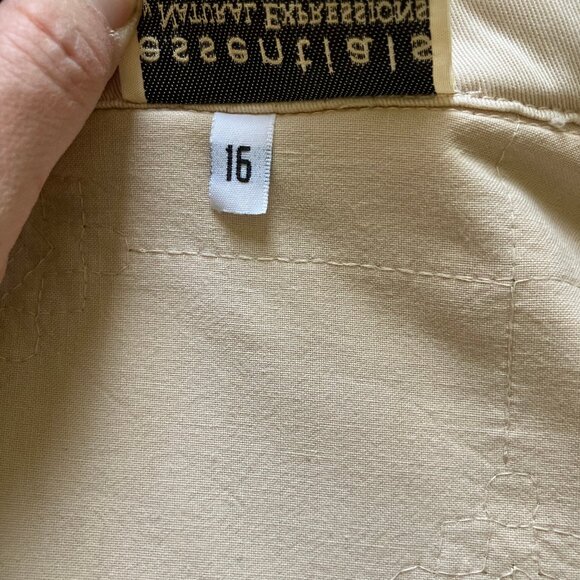 essentials
y NATURAL EXPRESSIONS
16